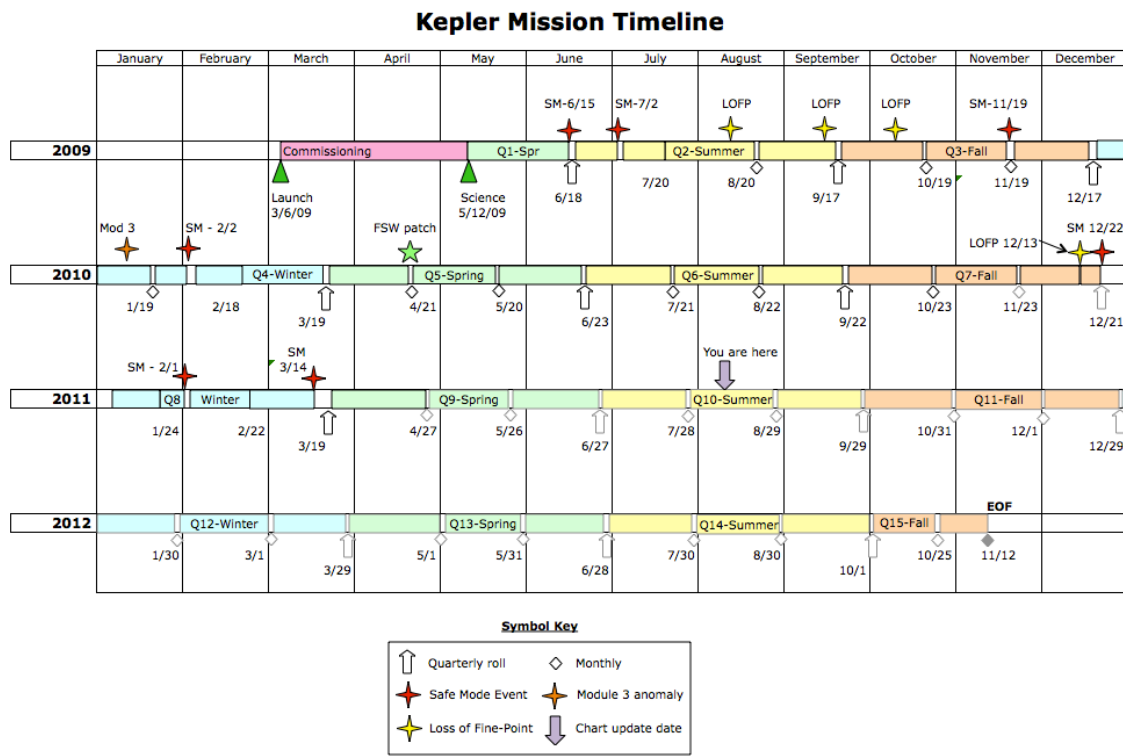 Kepler Mission Timeline
January February March April May June July August September October November December
SM-6/15 SM-7/2 LOFP LOFP LOFP SM-11/19
2009 Commissioning Q1-Spr Q2-Summer Q3-Fall
Launch Science 6/18 7/20 8/20 9/17 10/19 11/19 12/17
3/6/09 5/12/09
Mod 3 SM - 2/2 FSW patch SM 12/22
LOFP 12/13
2010 Q4-Winter Q5-Spring Q6-Summer Q7-Fall
1/19 2/18 3/19 4/21 5/20 6/23 7/21 8/22 9/22 10/23 11/23 12/21
SM - 2/1 SM You are here
3/14
2011 Q8 Winter Q9-Spring Q10-Summer Q11-Fall
1/24 2/22 3/19 4/27 5/26 6/27 7/28 8/29 9/29 10/31 12/1 12/29
EOF
2012 Q12-Winter Q13-Spring Q14-Summer Q15-Fall
1/30 3/1 3/29 5/1 5/31 6/28 7/30 8/30 10/1 10/25 11/12
Symbol Key
Quarterly roll Monthly
Safe Mode Event Module 3 anomaly
Loss of Fine-Point Chart update date